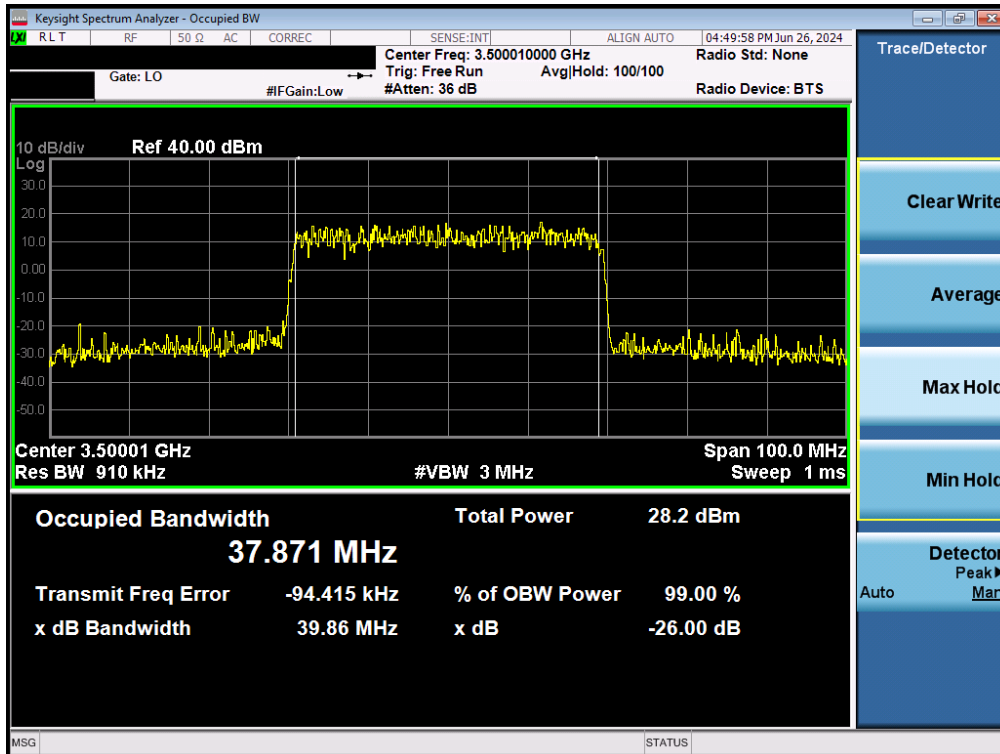 Keysight Spectrum Analyzer - Occupied BW
LXI RLT RF 50 Ω AC CORREC SENSE:INT ALIGN AUTO 04:49:58 PM Jun 26, 2024
Center Freq: 3.500010000 GHz Radio Std: None
Gate: LO Trig: Free Run Avg|Hold: 100/100
#IFGain:Low #Atten: 36 dB Radio Device: BTS
10 dB/div Ref 40.00 dBm
Log
30.0
20.0
10.0
0.00
-10.0
-20.0
-30.0
-40.0
-50.0
Center 3.50001 GHz Span 100.0 MHz
Res BW 910 kHz #VBW 3 MHz Sweep 1 ms
Occupied Bandwidth Total Power 28.2 dBm
37.871 MHz
Transmit Freq Error -94.415 kHz % of OBW Power 99.00 %
x dB Bandwidth 39.86 MHz x dB -26.00 dB
MSG STATUS
Trace/Detector
Clear Write
Average
Max Hold
Min Hold
Detector
Peak
Auto Man